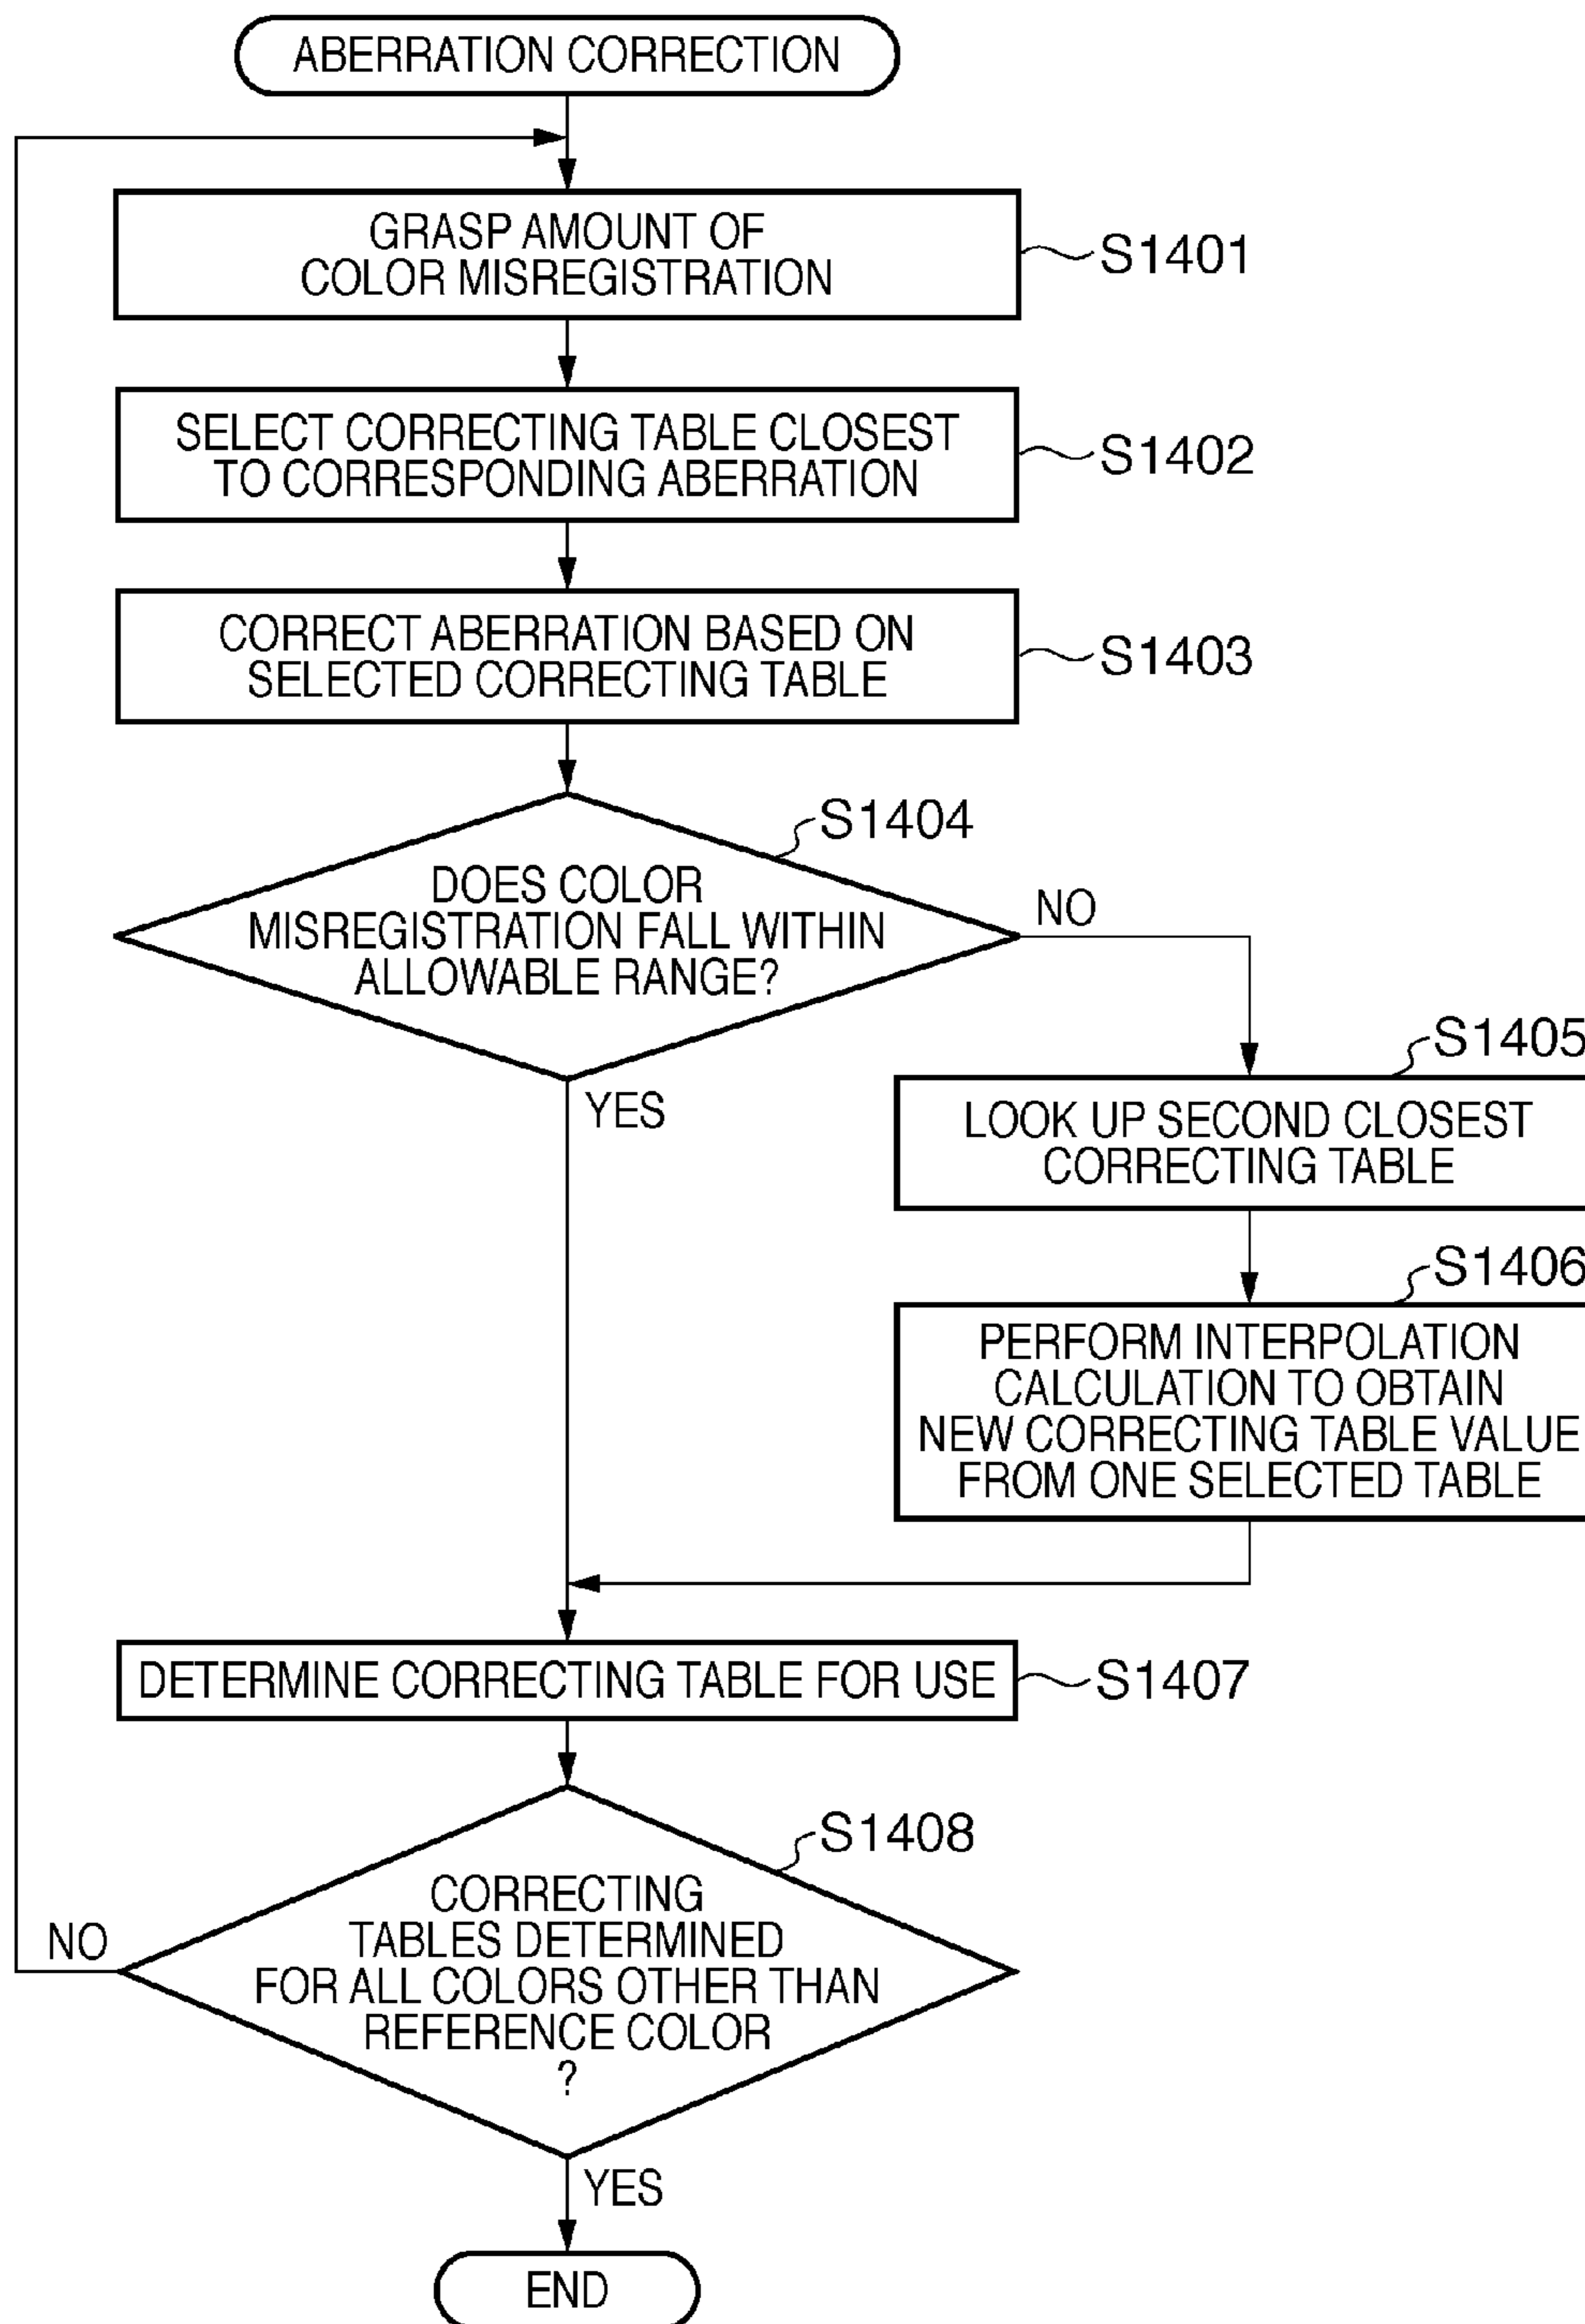 ABERRATION CORRECTION
GRASP AMOUNT OF
COLOR MISREGISTRATION
S1401
SELECT CORRECTING TABLE CLOSEST
TO CORRESPONDING ABERRATION
S1402
CORRECT ABERRATION BASED ON
SELECTED CORRECTING TABLE
S1403
S1404
DOES COLOR
MISREGISTRATION FALL WITHIN
ALLOWABLE RANGE?
NO
YES
S1405
LOOK UP SECOND CLOSEST
CORRECTING TABLE
S1406
PERFORM INTERPOLATION
CALCULATION TO OBTAIN
NEW CORRECTING TABLE VALUE
FROM ONE SELECTED TABLE
DETERMINE CORRECTING TABLE FOR USE
S1407
S1408
CORRECTING
TABLES DETERMINED
FOR ALL COLORS OTHER THAN
REFERENCE COLOR
?
NO
YES
END